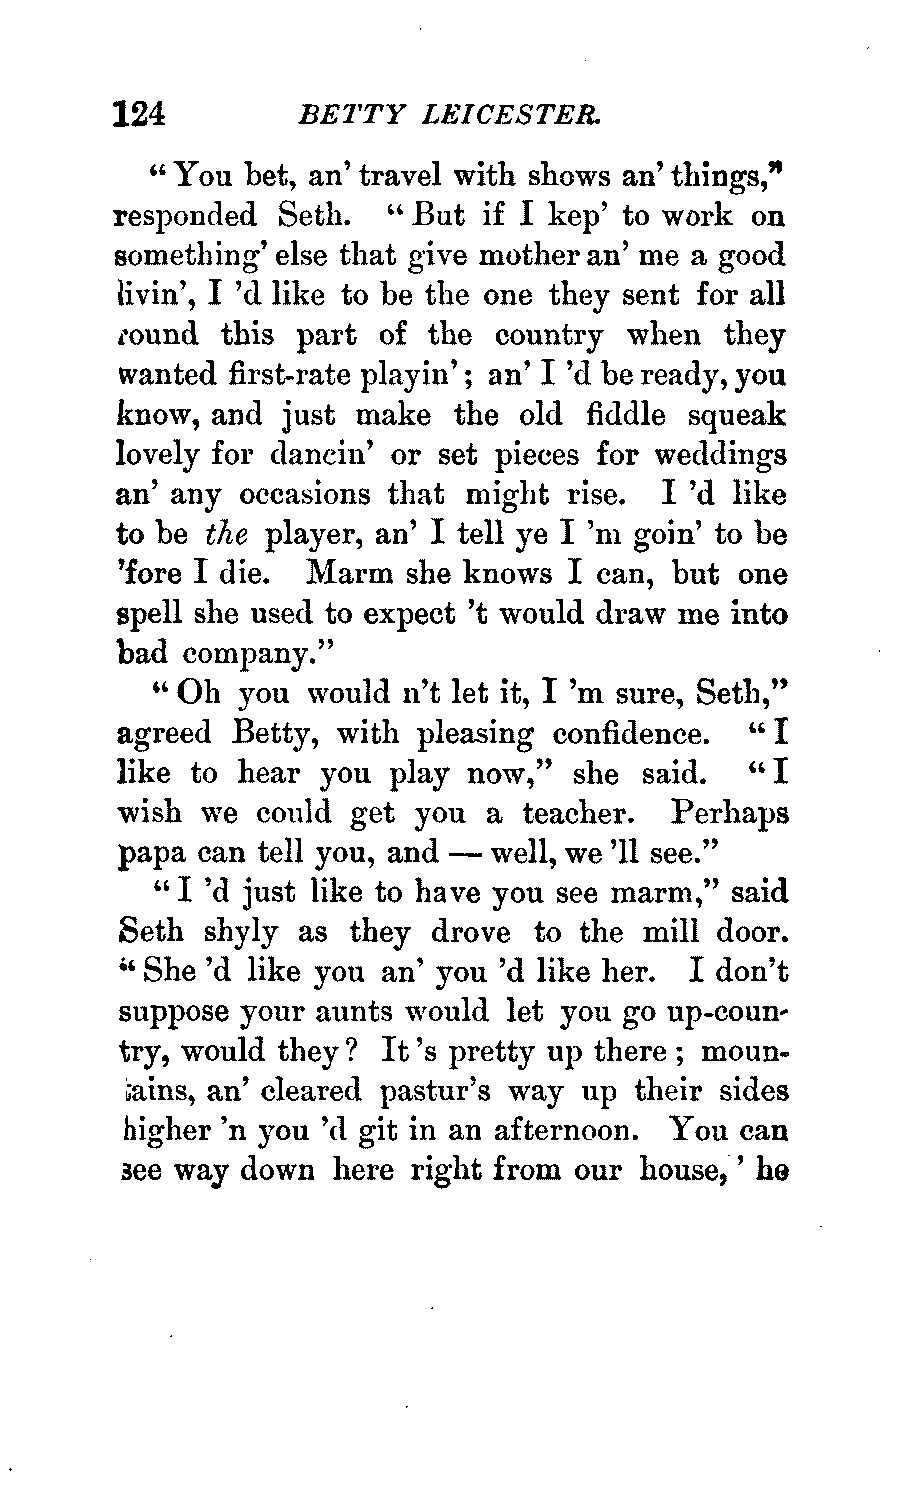 124 BETTY LEICESTER.
“You bet, an' travel with shows an' things,”
responded Seth. “But if I kep' to work on
something' else that give mother an' me a good
livin', I 'd like to be the one they sent for all
round this part of the country when they
wanted first-rate playin'; an' I 'd be ready, you
know, and just make the old fiddle squeak
lovely for dancin' or set pieces for weddings
an' any occasions that might rise. I 'd like
to be the player, an' I tell ye I 'm goin' to be
'fore I die. Marm she knows I can, but one
spell she used to expect 't would draw me into
bad company.”
“Oh you would n't let it, I 'm sure, Seth,”
agreed Betty, with pleasing confidence. “I
like to hear you play now,” she said. “I
wish we could get you a teacher. Perhaps
papa can tell you, and — well, we 'll see.”
“I 'd just like to have you see marm,” said
Seth shyly as they drove to the mill door.
“She 'd like you an' you 'd like her. I don't
suppose your aunts would let you go up-coun-
try, would they? It 's pretty up there; moun-
tains, an' cleared pastur's way up their sides
higher 'n you 'd git in an afternoon. You can
see way down here right from our house,' he